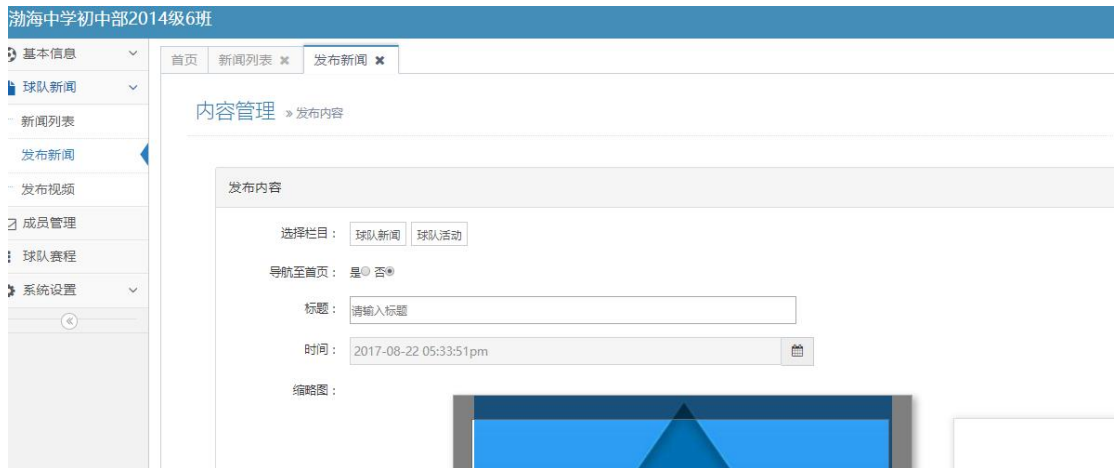 渤海中学初中部2014级6班
基本信息
球队新闻
新闻列表
发布新闻
发布视频
成员管理
球队赛程
系统设置
首页 新闻列表 发布新闻
内容管理 » 发布内容
发布内容
选择栏目： 球队新闻 球队活动
导航至首页： 是 否
标题： 请输入标题
时间： 2017-08-22 05:33:51pm
缩略图：